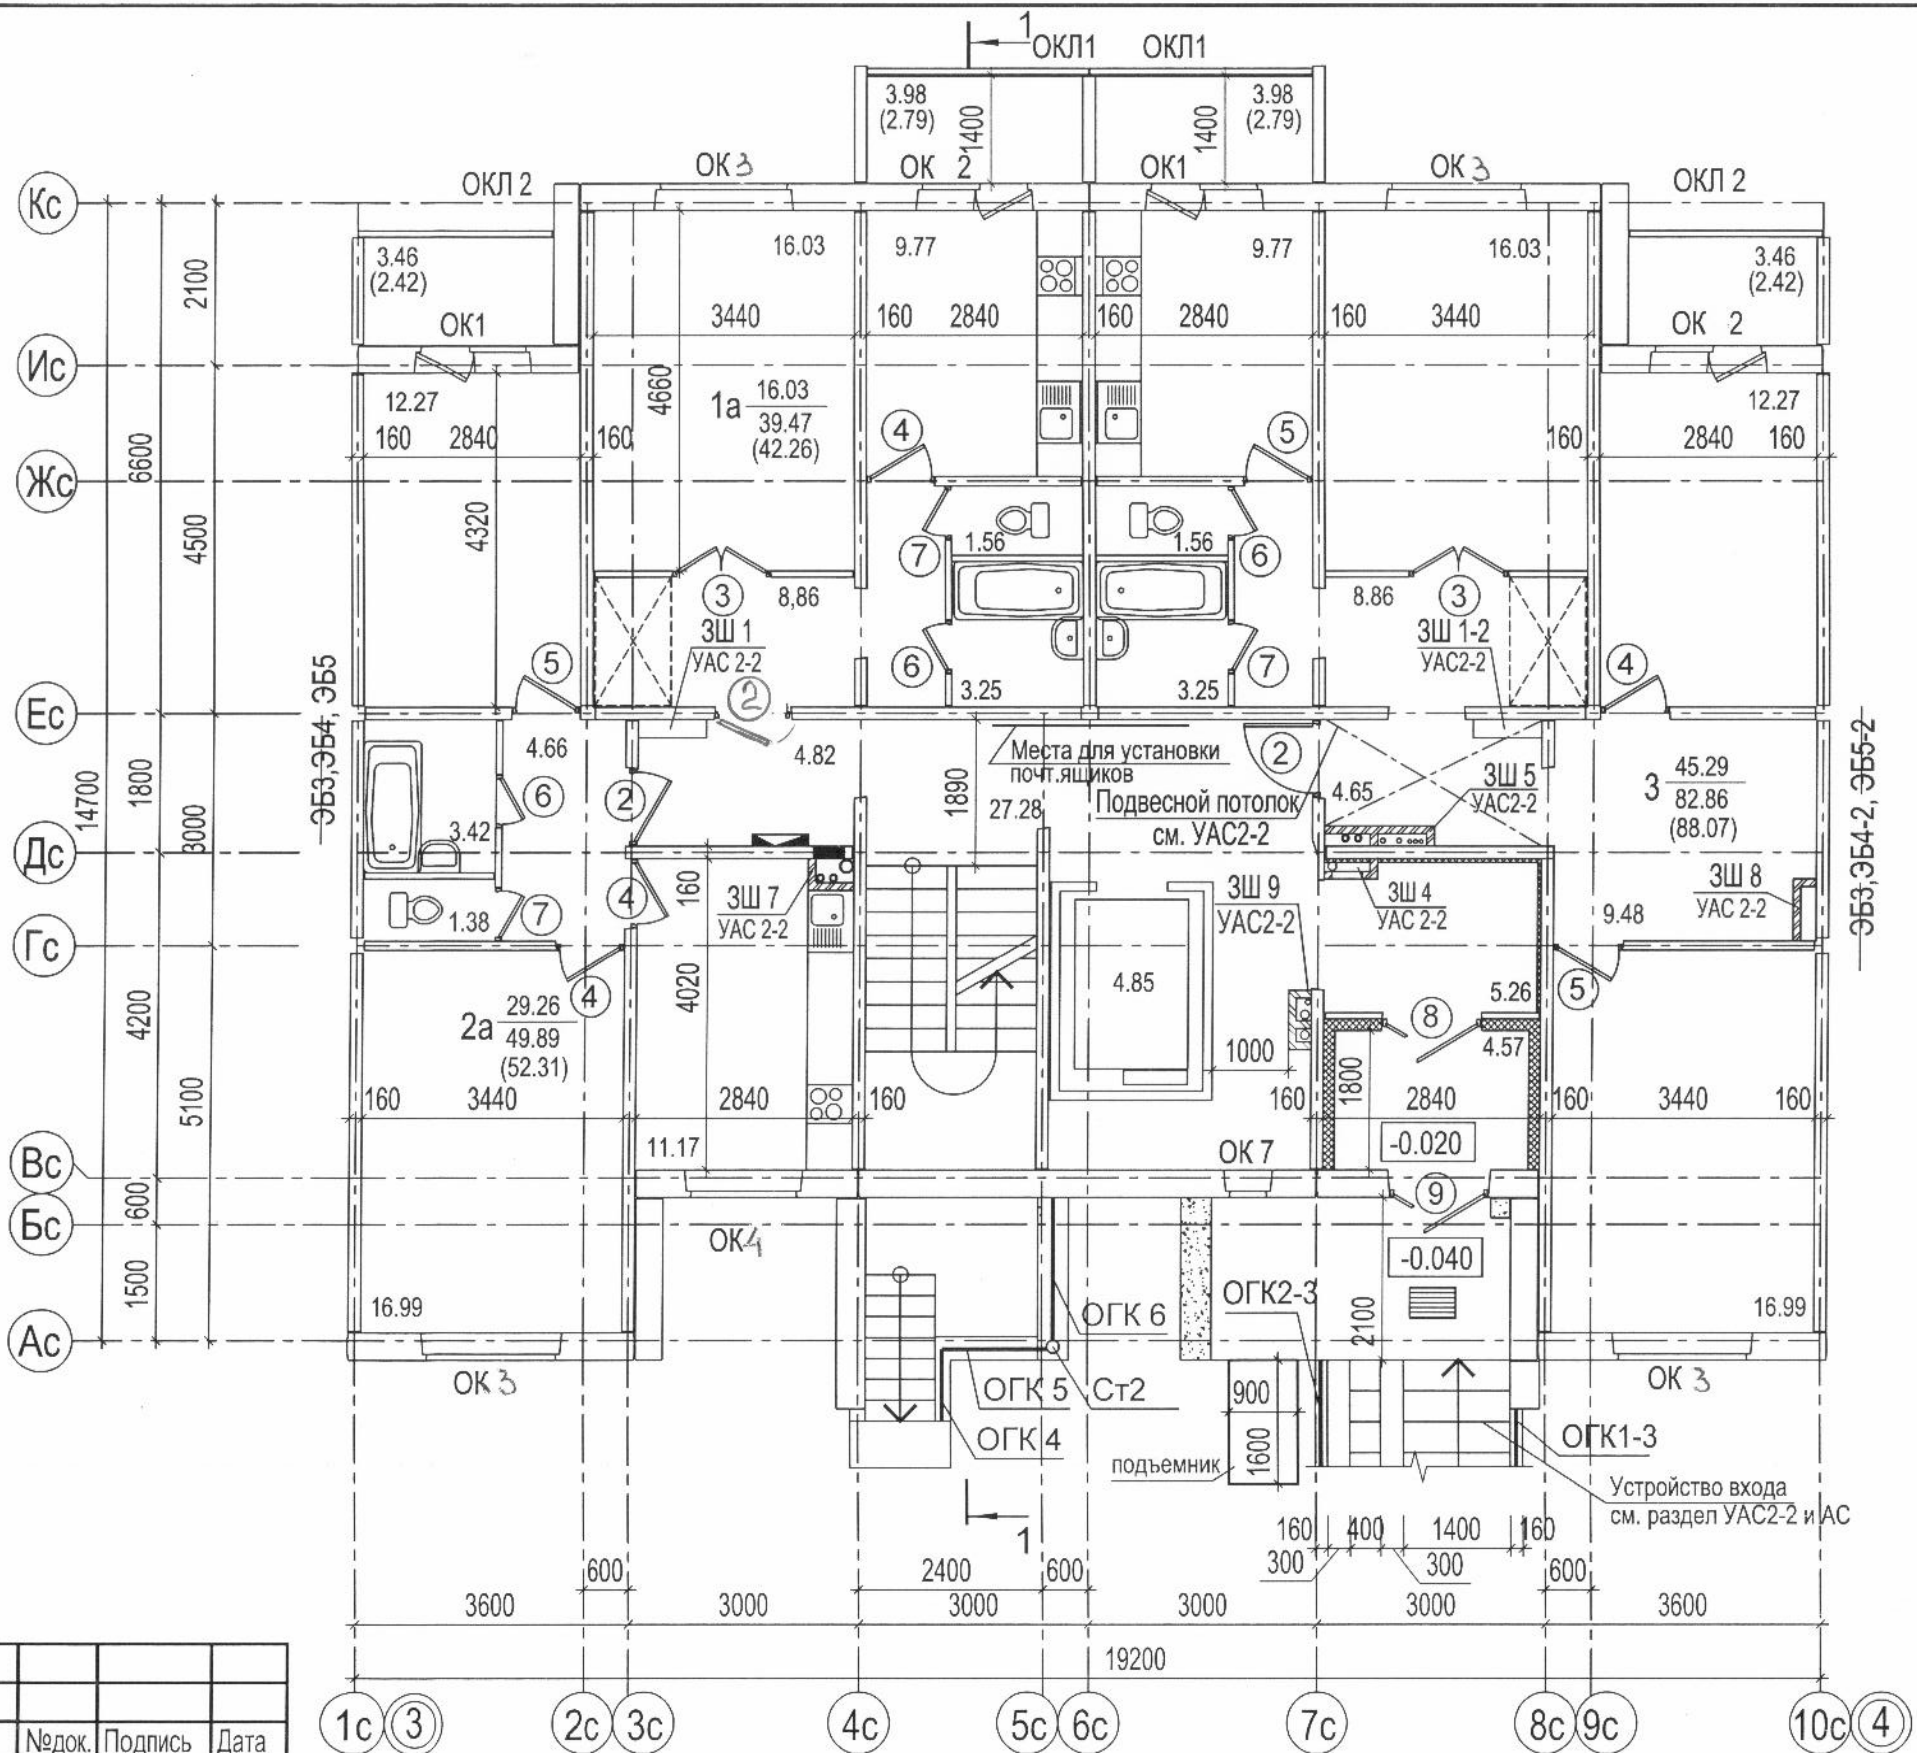 1
ОКЛ1 ОКЛ1
3.98
(2.79)
1400
1400
3.98
(2.79)
ОКЛ 2
ОК 3
ОК 2
ОК1
ОК 3
ОКЛ 2
Кс
3.46
(2.42)
16.03
9.77
9.77
16.03
3.46
(2.42)
2100
ОК1
3440
160 2840
160 2840
160 3440
ОК 2
Ис
12.27
160 2840
160
4660
1а 16.03
39.47
(42.26)
4
5
160
12.27
2840 160
6600
Жс
4500
4320
7
1.56
1.56
6
3
8,86
8.86
3
ЗШ 1
УАС 2-2
ЗШ 1-2
УАС2-2
5
2
6
3.25
3.25
7
4
ЭБ3,ЭБ4, ЭБ5
Ес
4.66
4.82
Места для установки
почт.ящиков
2
14700
1800
3000
6
2
1890
27.28
Подвесной потолок
см. УАС2-2
4.65
ЗШ 5
УАС2-2
3 45.29
82.86
(88.07)
ЭБ3,ЭБ4-2, ЭБ5-2
3.42
Дс
4
160
ЗШ 7
УАС 2-2
ЗШ 9
УАС2-2
ЗШ 4
УАС 2-2
ЗШ 8
УАС 2-2
1.38
7
9.48
Гс
4
4020
4.85
5.26
5
4200
2а 29.26
49.89
(52.31)
8
4.57
1000
1800
5100
160 3440
2840
160
160
2840
160 3440 160
11.17
ОК 7
-0.020
Вс
9
600
Бс
ОК4
-0.040
1500
16.99
ОГК 6
ОГК2-3
2100
16.99
Ас
ОК 3
ОГК 5 Ст2
900
ОК 3
ОГК 4
1600
ОГК1-3
подъемник
Устройство входа
см. раздел УАС2-2 и АС
1
160 400 1400 160
300 300
600
2400 600
600
3600 3000 3000 3000 3000 3600
19200
1с 3 2с 3с 4с 5с 6с 7с 8с 9с 10с 4
№док. Подпись Дата